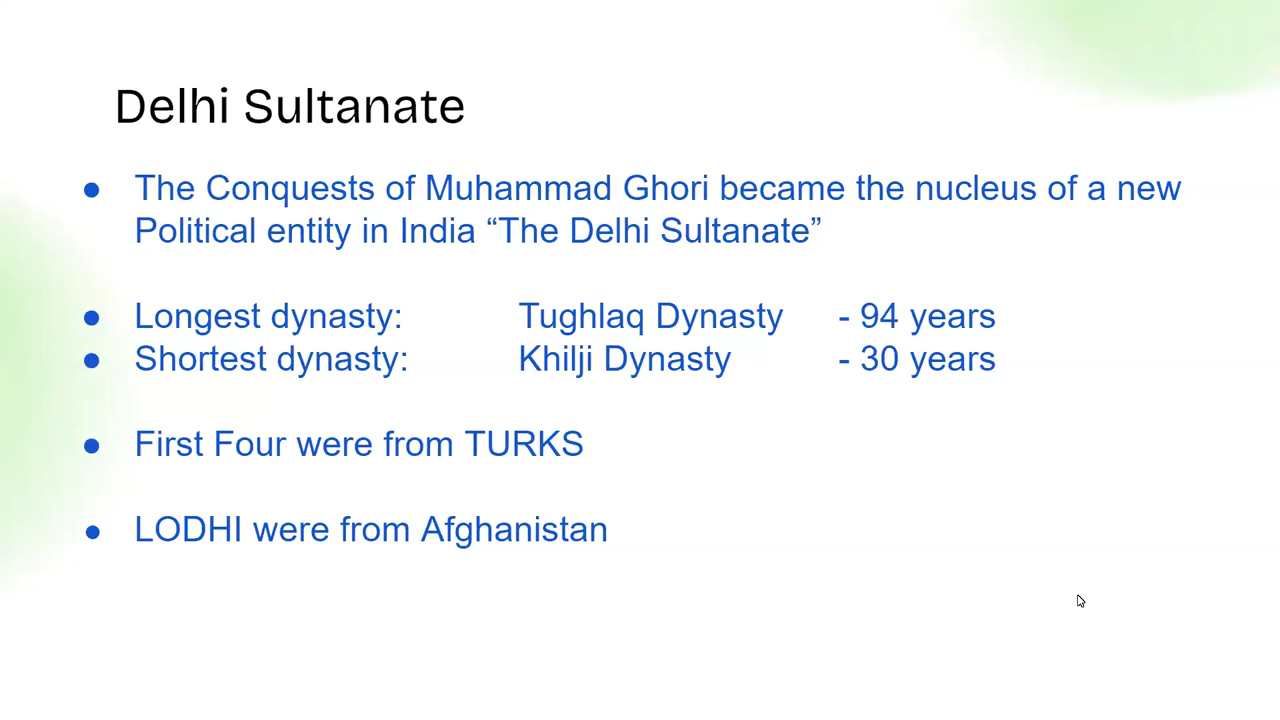 Delhi Sultanate
● The Conquests of Muhammad Ghori became the nucleus of a new
Political entity in India “The Delhi Sultanate”
● Longest dynasty: Tughlaq Dynasty - 94 years
● Shortest dynasty: Khilji Dynasty - 30 years
● First Four were from TURKS
● LODHI were from Afghanistan